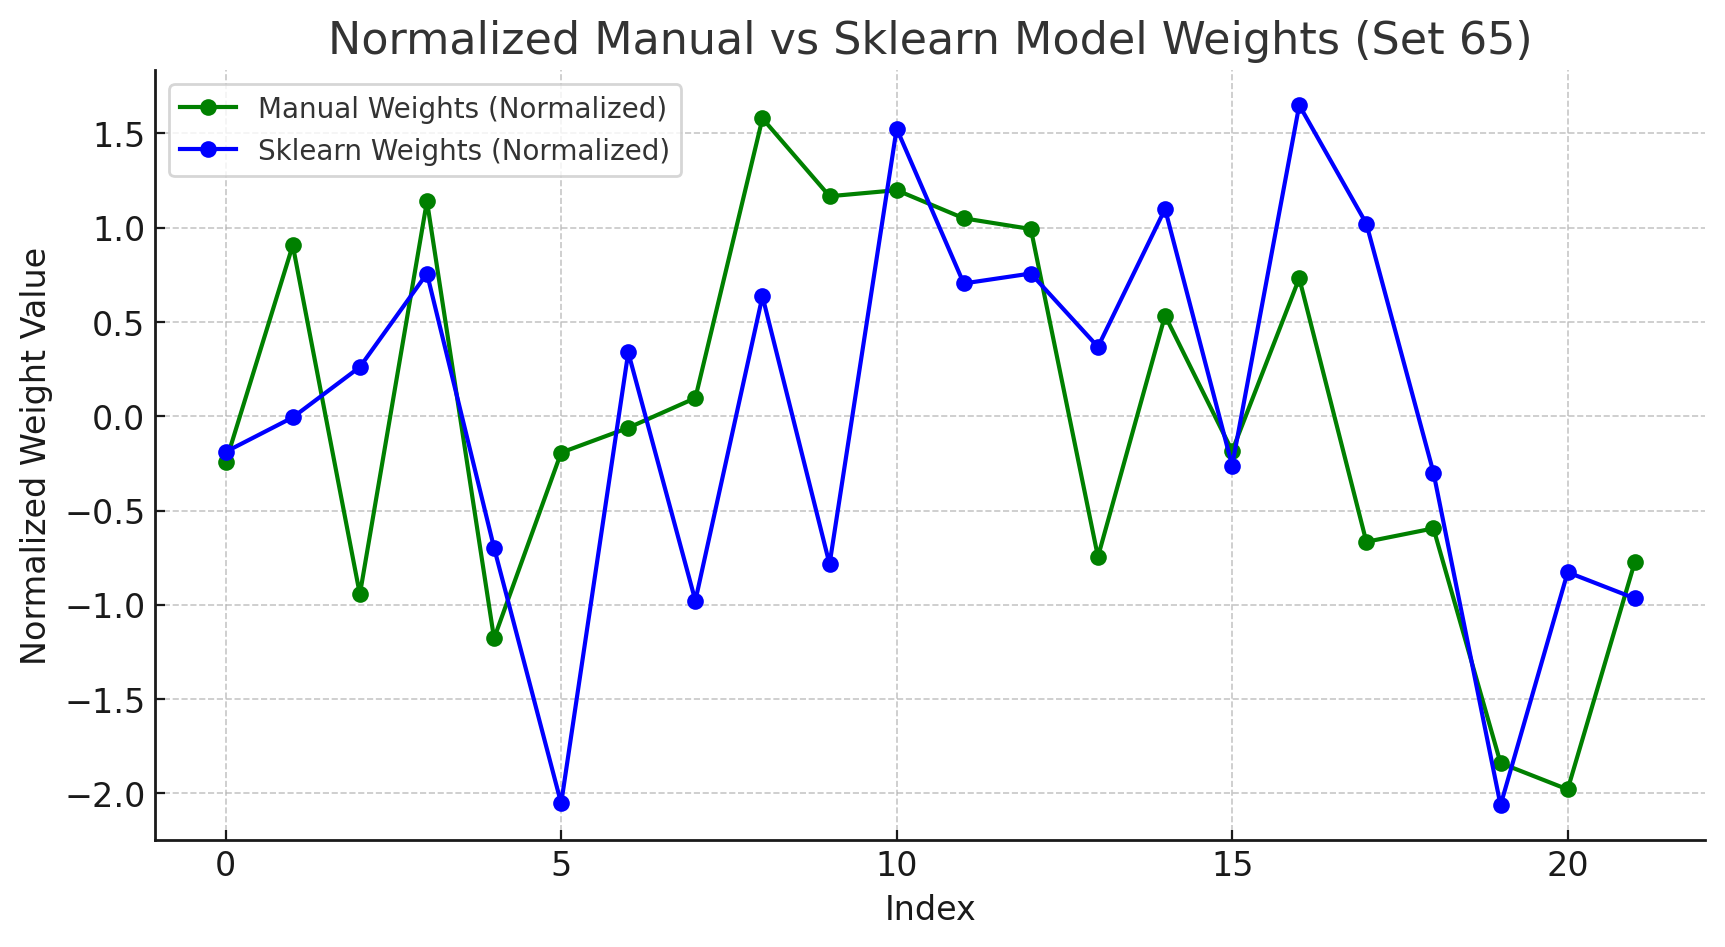 Normalized Manual vs Sklearn Model Weights (Set 65)
Manual Weights (Normalized)
Sklearn Weights (Normalized)
Normalized Weight Value
1.5
1.0
0.5
0.0
−0.5
−1.0
−1.5
−2.0
0 5 10 15 20
Index